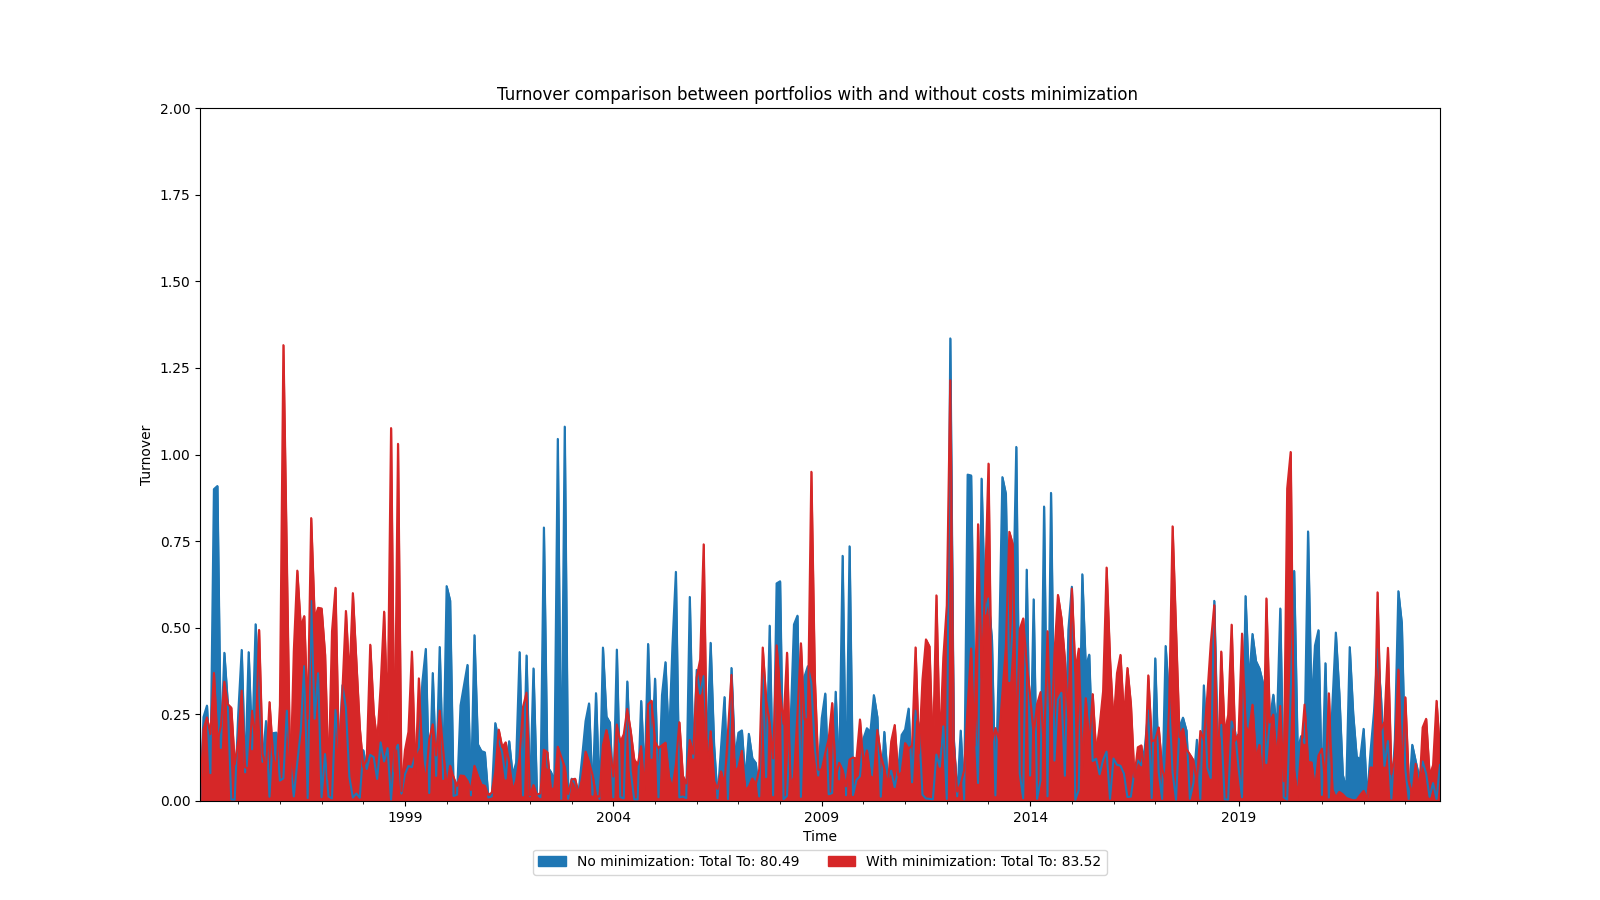 Turnover comparison between portfolios with and without costs minimization
2.00
1.75
1.50
1.25
1.00
0.75
0.50
0.25
0.00
Turnover
1999
2004
2009
2014
2019
Time
No minimization: Total To: 80.49
With minimization: Total To: 83.52